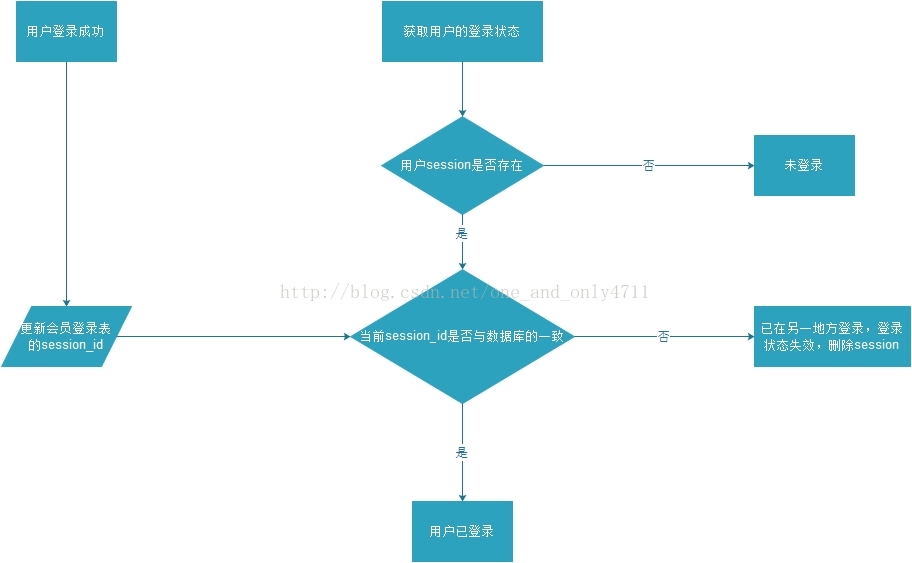 用户登录成功
获取用户的登录状态
用户session是否存在
否
未登录
是
http://blog.csdn.net/one_and_only4711
更新会员登录表
的session_id
当前session_id是否与数据库的一致
否
已在另一地方登录，登录
状态失效，删除session
是
用户已登录